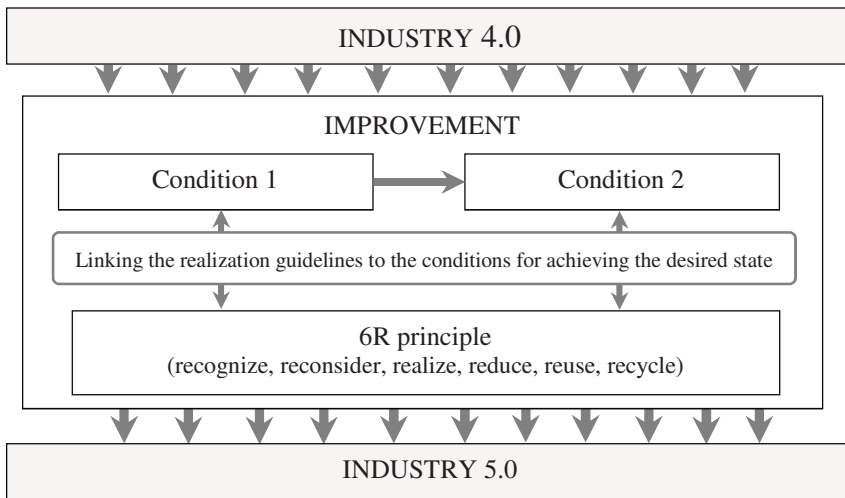 INDUSTRY 4.0
IMPROVEMENT
Condition 1
Condition 2
Linking the realization guidelines to the conditions for achieving the desired state
6R principle
(recognize, reconsider, realize, reduce, reuse, recycle)
INDUSTRY 5.0